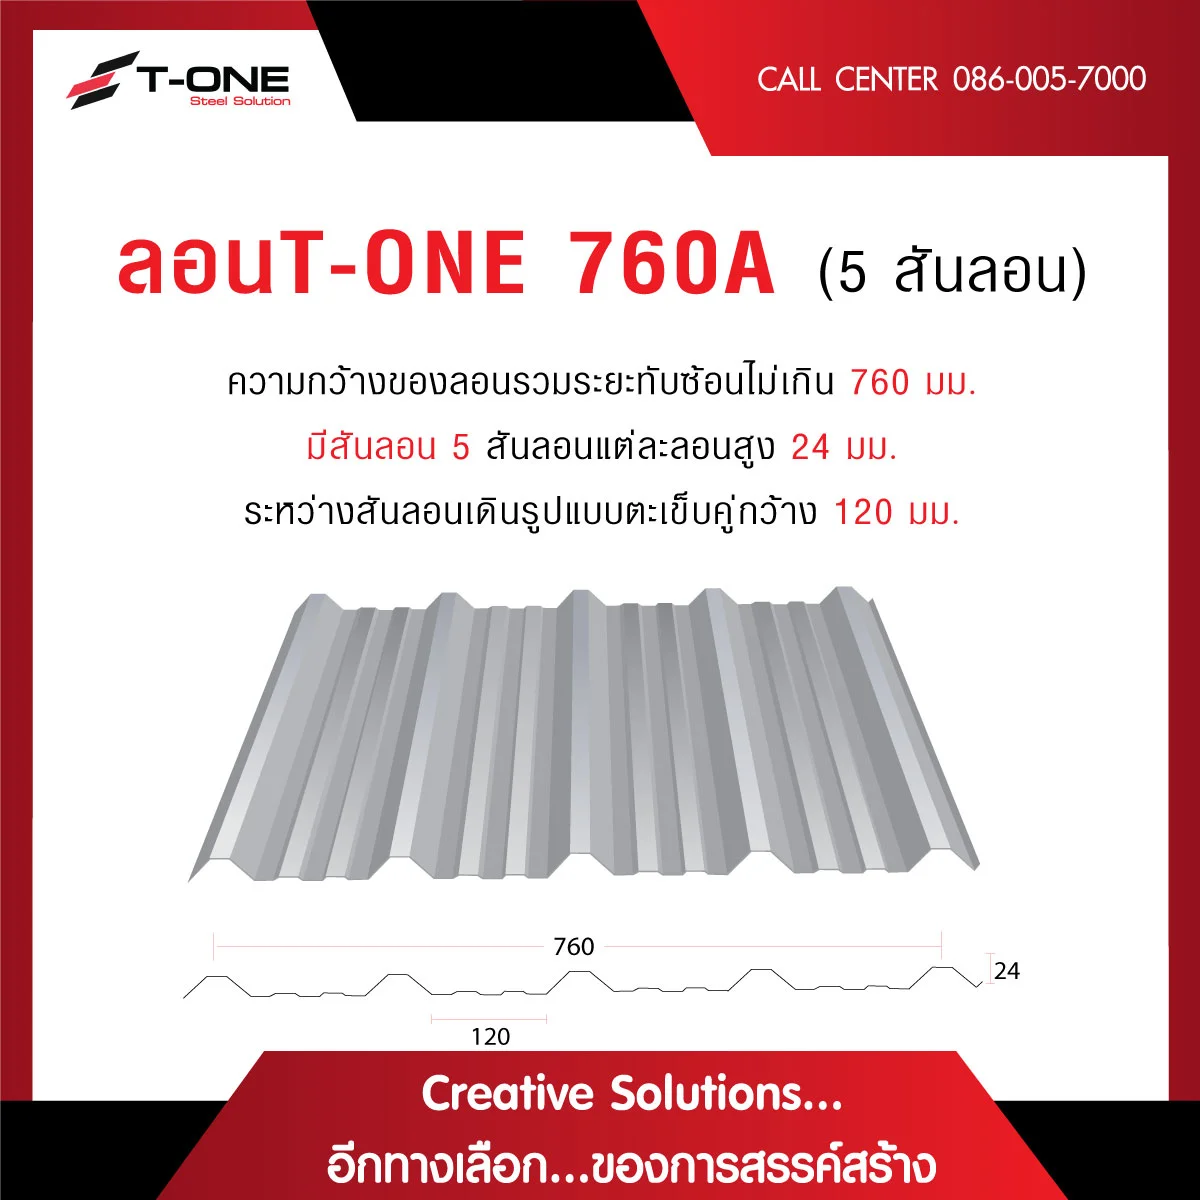 T-ONE
Steel Solution
CALL CENTER 086-005-7000
ลอนT-ONE 760A (5 สันลอน)
ความกว้างของลอนรวมระยะทับซ้อนไม่เกิน 760 มม.
มีสันลอน 5 สันลอนแต่ละลอนสูง 24 มม.
ระหว่างสันลอนเดินรูปแบบตะเข็บคู่กว้าง 120 มม.
760
24
120
Creative Solutions...
อีกทางเลือก...ของการสรรค์สร้าง